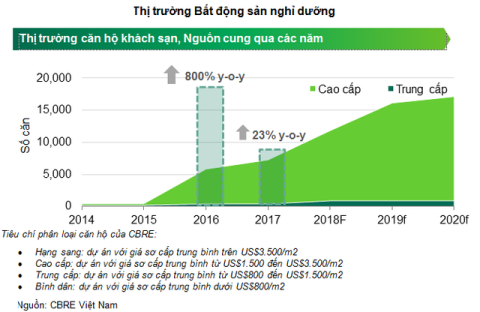 Thị trường Bất động sản nghỉ dưỡng
Thị trường căn hộ khách sạn, Nguồn cung qua các năm
800% y-o-y
23% y-o-y
Cao cấp
Trung cấp
Số căn
20,000
15,000
10,000
5,000
0
2014 2015 2016 2017 2018F 2019f 2020f
Tiêu chí phân loại căn hộ của CBRE:
• Hạng sang: dự án với giá sơ cấp trung bình trên US$3.500/m2
• Cao cấp: dự án với giá sơ cấp trung bình từ US$1.500 đến US$3.500/m2
• Trung cấp: dự án với giá sơ cấp trung bình từ US$800 đến US$1.500/m2
• Bình dân: dự án với giá sơ cấp trung bình dưới US$800/m2
Nguồn: CBRE Việt Nam